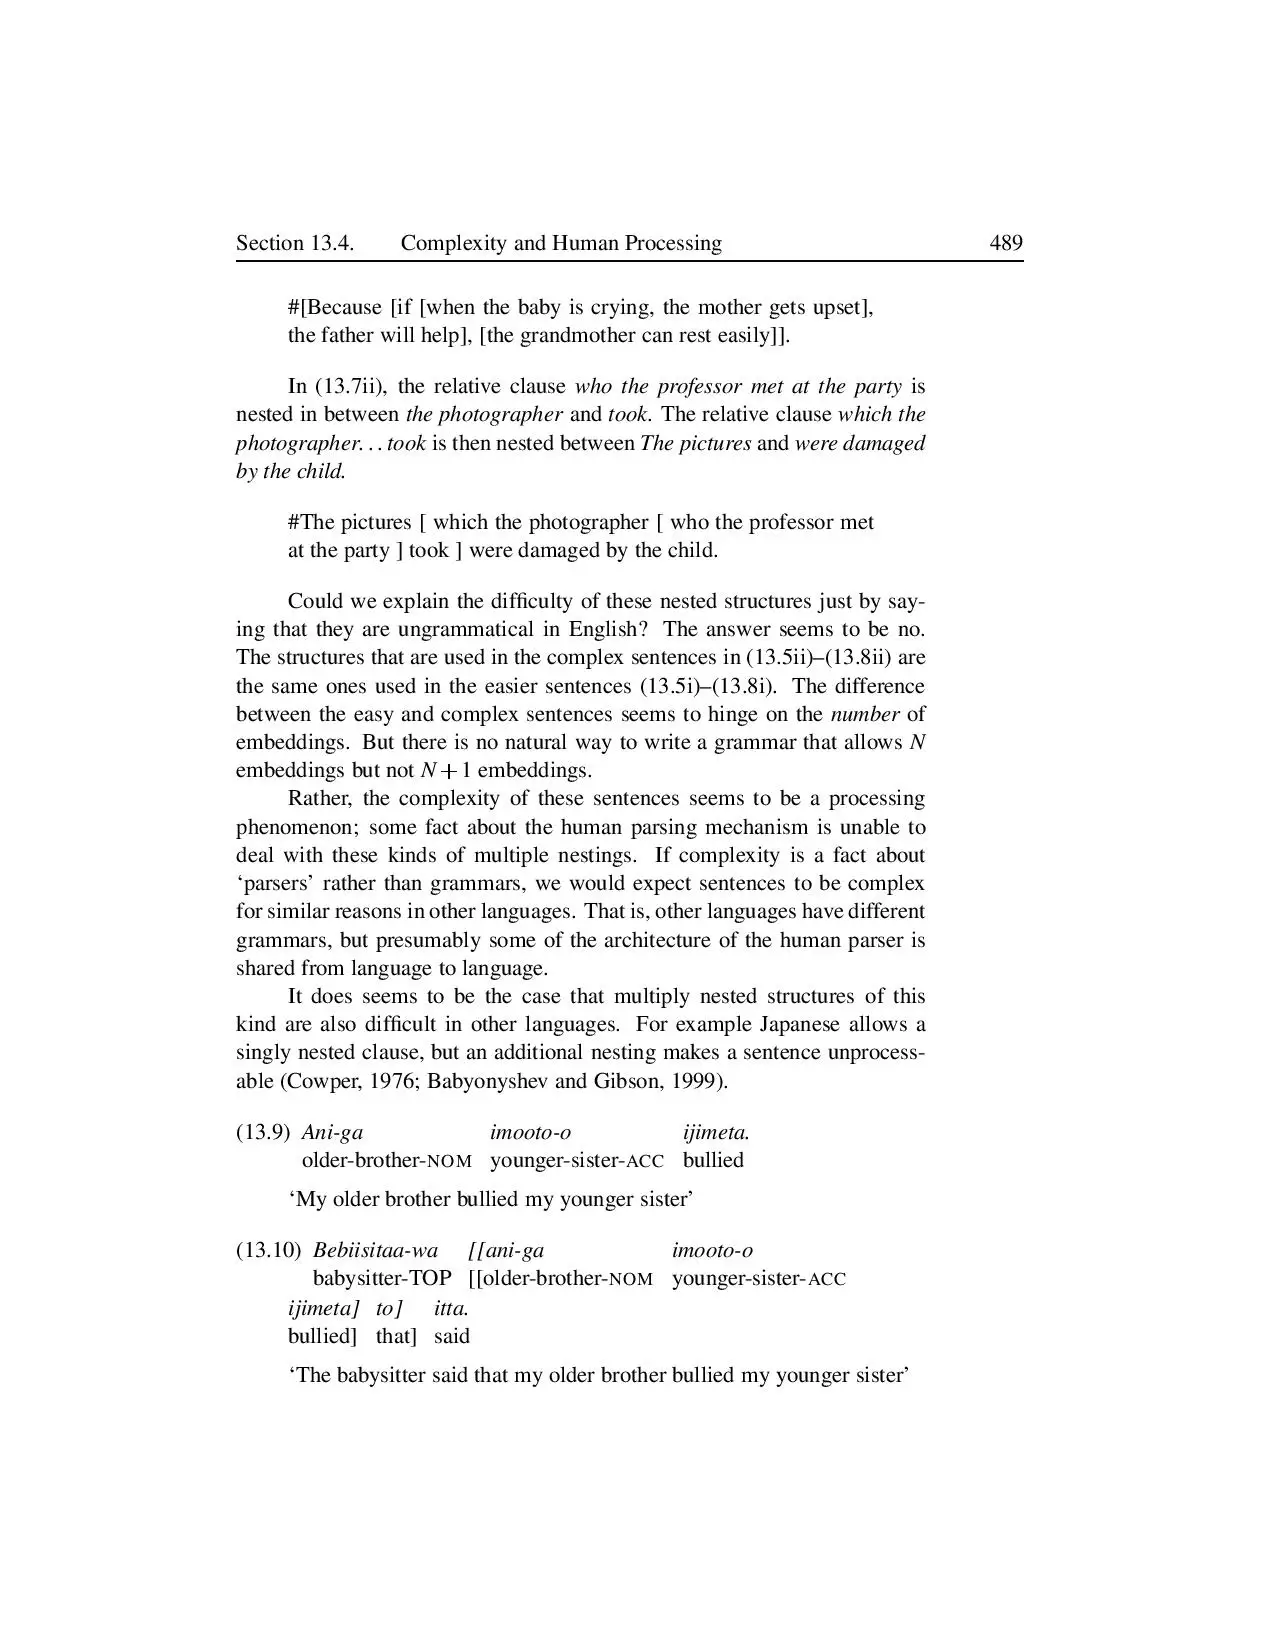 Section 13.4. Complexity and Human Processing 489
#[Because [if [when the baby is crying, the mother gets upset],
the father will help], [the grandmother can rest easily]].
In (13.7ii), the relative clause who the professor met at the party is
nested in between the photographer and took. The relative clause which the
photographer. . . took is then nested between The pictures and were damaged
by the child.
#The pictures [ which the photographer [ who the professor met
at the party ] took ] were damaged by the child.
Could we explain the difficulty of these nested structures just by say-
ing that they are ungrammatical in English? The answer seems to be no.
The structures that are used in the complex sentences in (13.5ii)–(13.8ii) are
the same ones used in the easier sentences (13.5i)–(13.8i). The difference
between the easy and complex sentences seems to hinge on the number of
embeddings. But there is no natural way to write a grammar that allows N
embeddings but not N + 1 embeddings.
Rather, the complexity of these sentences seems to be a processing
phenomenon; some fact about the human parsing mechanism is unable to
deal with these kinds of multiple nestings. If complexity is a fact about
‘parsers’ rather than grammars, we would expect sentences to be complex
for similar reasons in other languages. That is, other languages have different
grammars, but presumably some of the architecture of the human parser is
shared from language to language.
It does seems to be the case that multiply nested structures of this
kind are also difficult in other languages. For example Japanese allows a
singly nested clause, but an additional nesting makes a sentence unprocess-
able (Cowper, 1976; Babyonyshev and Gibson, 1999).
(13.9) Ani-ga imooto-o ijimeta.
older-brother-NOM younger-sister-ACC bullied
‘My older brother bullied my younger sister’
(13.10) Bebiisitaa-wa [[ani-ga imooto-o
babysitter-TOP [[older-brother-NOM younger-sister-ACC
ijimeta] to] itta.
bullied] that] said
‘The babysitter said that my older brother bullied my younger sister’